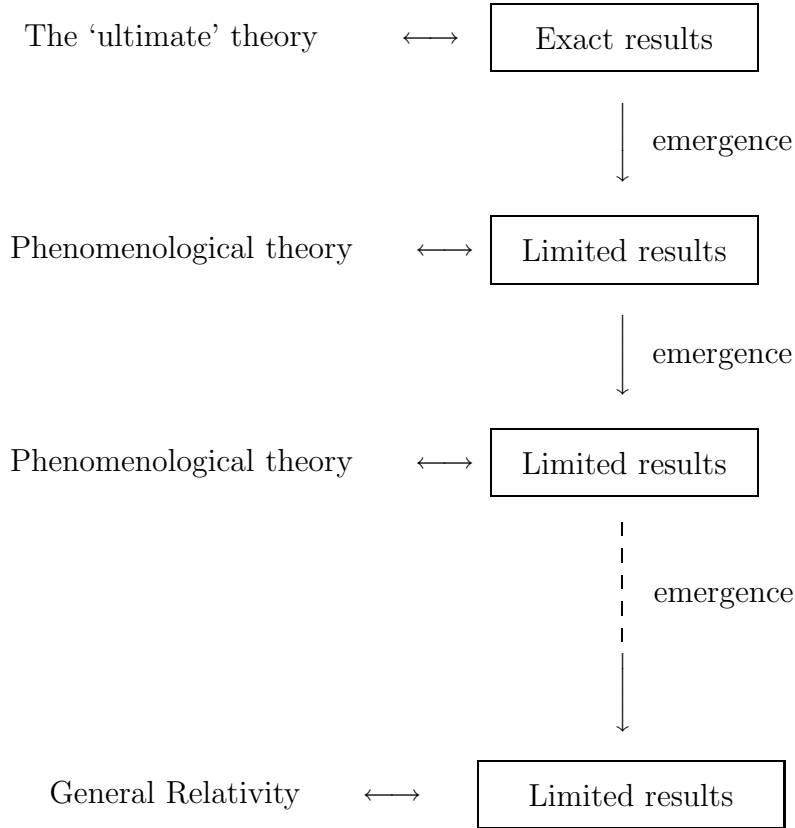 The ‘ultimate’ theory ⟷ Exact results
emergence
Phenomenological theory ⟷ Limited results
emergence
Phenomenological theory ⟷ Limited results
emergence
General Relativity ⟷ Limited results